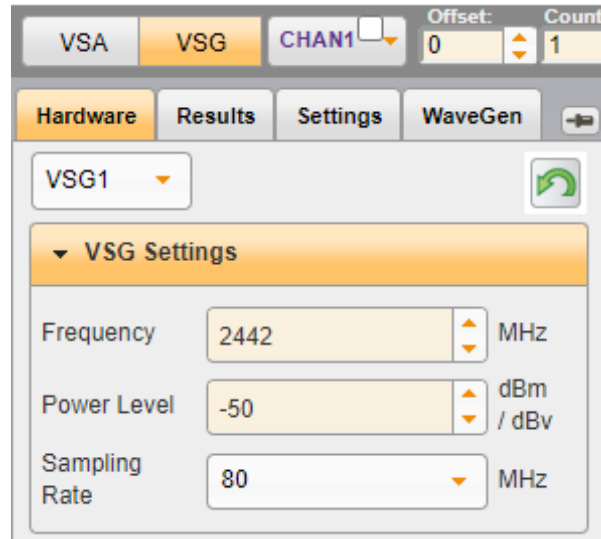 Offset: Count
VSA VSG CHAN1 0 1
Hardware Results Settings WaveGen
VSG1
VSG Settings
Frequency 2442 MHz
Power Level -50 dBm
/ dBv
Sampling
Rate 80 MHz